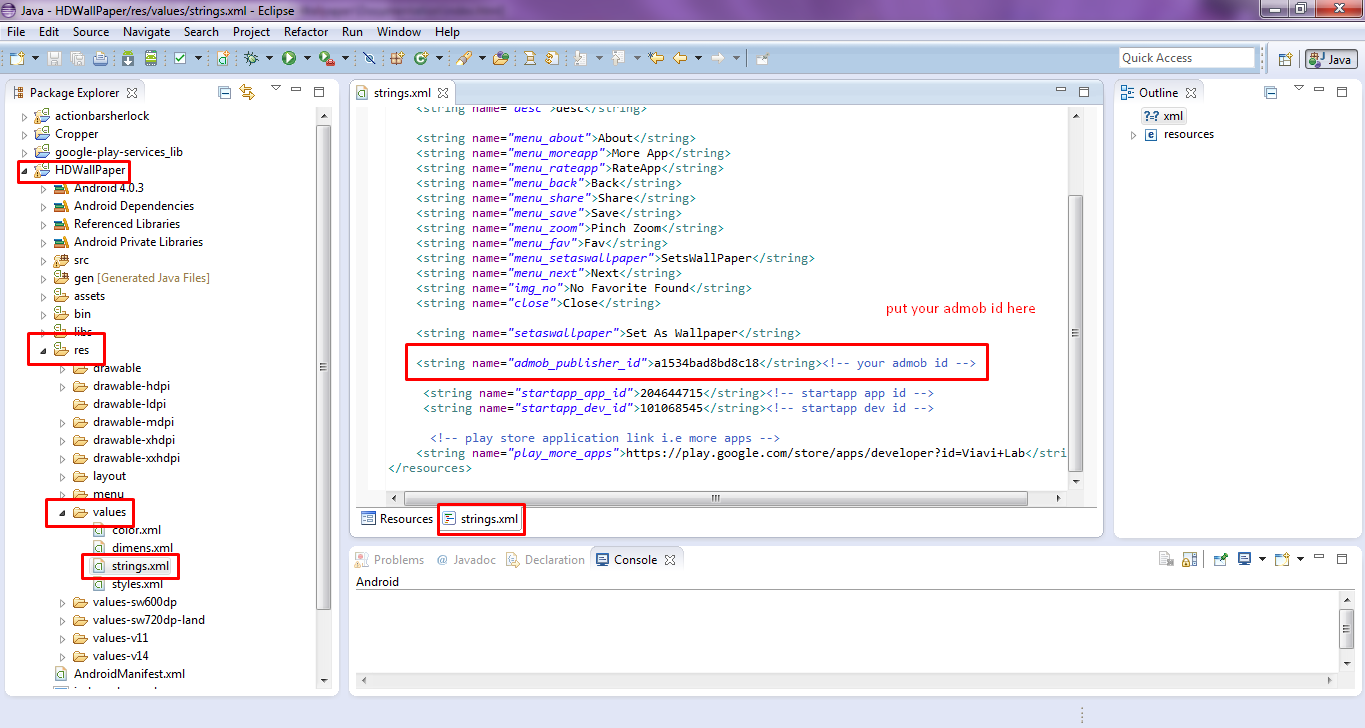 Java - HDWallPaper/res/values/strings.xml - Eclipse
File Edit Source Navigate Search Project Refactor Run Window Help
Quick Access
Java
Package Explorer
actionbarsherlock
Cropper
google-play-services_lib
HDWallPaper
Android 4.0.3
Android Dependencies
Referenced Libraries
Android Private Libraries
src
gen [Generated Java Files]
assets
bin
libs
res
drawable
drawable-hdpi
drawable-ldpi
drawable-mdpi
drawable-xhdpi
drawable-xxhdpi
layout
menu
values
color.xml
dimens.xml
strings.xml
styles.xml
values-sw600dp
values-sw720dp-land
values-v11
values-v14
AndroidManifest.xml
strings.xml
<string name="desc">desc</string>
<string name="menu_about">About</string>
<string name="menu_moreapp">More App</string>
<string name="menu_rateapp">RateApp</string>
<string name="menu_back">Back</string>
<string name="menu_share">Share</string>
<string name="menu_save">Save</string>
<string name="menu_zoom">Pinch Zoom</string>
<string name="menu_fav">Fav</string>
<string name="menu_setaswallpaper">SetsWallPaper</string>
<string name="menu_next">Next</string>
<string name="img_no">No Favorite Found</string>
<string name="close">Close</string>
put your admob id here
<string name="setaswallpaper">Set As Wallpaper</string>
<string name="admob_publisher_id">a1534bad8bd8c18</string><!-- your admob id -->
<string name="startapp_app_id">204644715</string><!-- startapp app id -->
<string name="startapp_dev_id">101068545</string><!-- startapp dev id -->
<!-- play store application link i.e more apps -->
<string name="play_more_apps">https://play.google.com/store/apps/developer?id=Viavi+Lab</stri
</resources>
Resources strings.xml
Outline
?=? xml
e resources
Problems @ Javadoc Declaration Console
Android